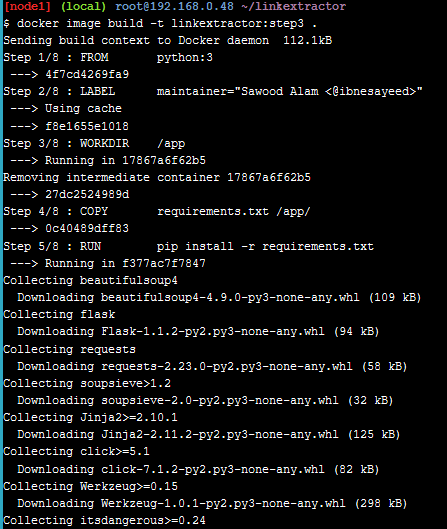 [node1] (local) root@192.168.0.48 ~/linkextractor
$ docker image build -t linkextractor:step3 .
Sending build context to Docker daemon  112.1kB
Step 1/8 : FROM       python:3
 ---> 4f7cd4269fa9
Step 2/8 : LABEL      maintainer="Sawood Alam <@ibnesayeed>"
 ---> Using cache
 ---> f8e1655e1018
Step 3/8 : WORKDIR    /app
 ---> Running in 17867a6f62b5
Removing intermediate container 17867a6f62b5
 ---> 27dc2524989d
Step 4/8 : COPY       requirements.txt /app/
 ---> 0c40489dff83
Step 5/8 : RUN        pip install -r requirements.txt
 ---> Running in f377ac7f7847
Collecting beautifulsoup4
  Downloading beautifulsoup4-4.9.0-py3-none-any.whl (109 kB)
Collecting flask
  Downloading Flask-1.1.2-py2.py3-none-any.whl (94 kB)
Collecting requests
  Downloading requests-2.23.0-py2.py3-none-any.whl (58 kB)
Collecting soupsieve>1.2
  Downloading soupsieve-2.0-py2.py3-none-any.whl (32 kB)
Collecting Jinja2>=2.10.1
  Downloading Jinja2-2.11.2-py2.py3-none-any.whl (125 kB)
Collecting click>=5.1
  Downloading click-7.1.2-py2.py3-none-any.whl (82 kB)
Collecting Werkzeug>=0.15
  Downloading Werkzeug-1.0.1-py2.py3-none-any.whl (298 kB)
Collecting itsdangerous>=0.24